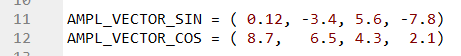 11 AMPL_VECTOR_SIN = ( 0.12, -3.4, 5.6, -7.8)
12 AMPL_VECTOR_COS = ( 8.7,   6.5, 4.3,  2.1)